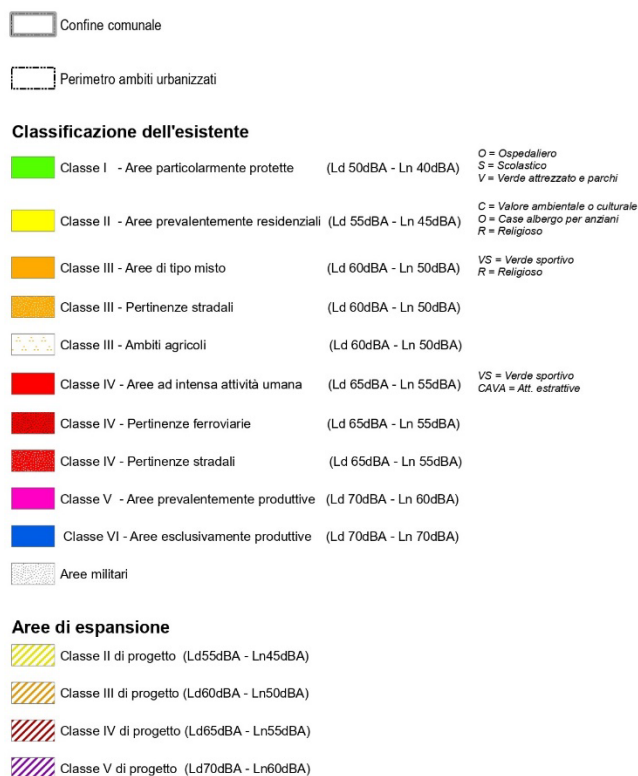 Confine comunale
Perimetro ambiti urbanizzati
Classificazione dell'esistente
Classe I - Aree particolarmente protette (Ld 50dBA - Ln 40dBA)
O = Ospedaliero
S = Scolastico
V = Verde attrezzato e parchi
Classe II - Aree prevalentemente residenziali (Ld 55dBA - Ln 45dBA)
C = Valore ambientale o culturale
O = Case albergo per anziani
R = Religioso
Classe III - Aree di tipo misto (Ld 60dBA - Ln 50dBA)
VS = Verde sportivo
R = Religioso
Classe III - Pertinenze stradali (Ld 60dBA - Ln 50dBA)
Classe III - Ambiti agricoli (Ld 60dBA - Ln 50dBA)
Classe IV - Aree ad intensa attività umana (Ld 65dBA - Ln 55dBA)
VS = Verde sportivo
CAVA = Att. estrattive
Classe IV - Pertinenze ferroviarie (Ld 65dBA - Ln 55dBA)
Classe IV - Pertinenze stradali (Ld 65dBA - Ln 55dBA)
Classe V - Aree prevalentemente produttive (Ld 70dBA - Ln 60dBA)
Classe VI - Aree esclusivamente produttive (Ld 70dBA - Ln 70dBA)
Aree militari
Aree di espansione
Classe II di progetto (Ld55dBA - Ln45dBA)
Classe III di progetto (Ld60dBA - Ln50dBA)
Classe IV di progetto (Ld65dBA - Ln55dBA)
Classe V di progetto (Ld70dBA - Ln60dBA)